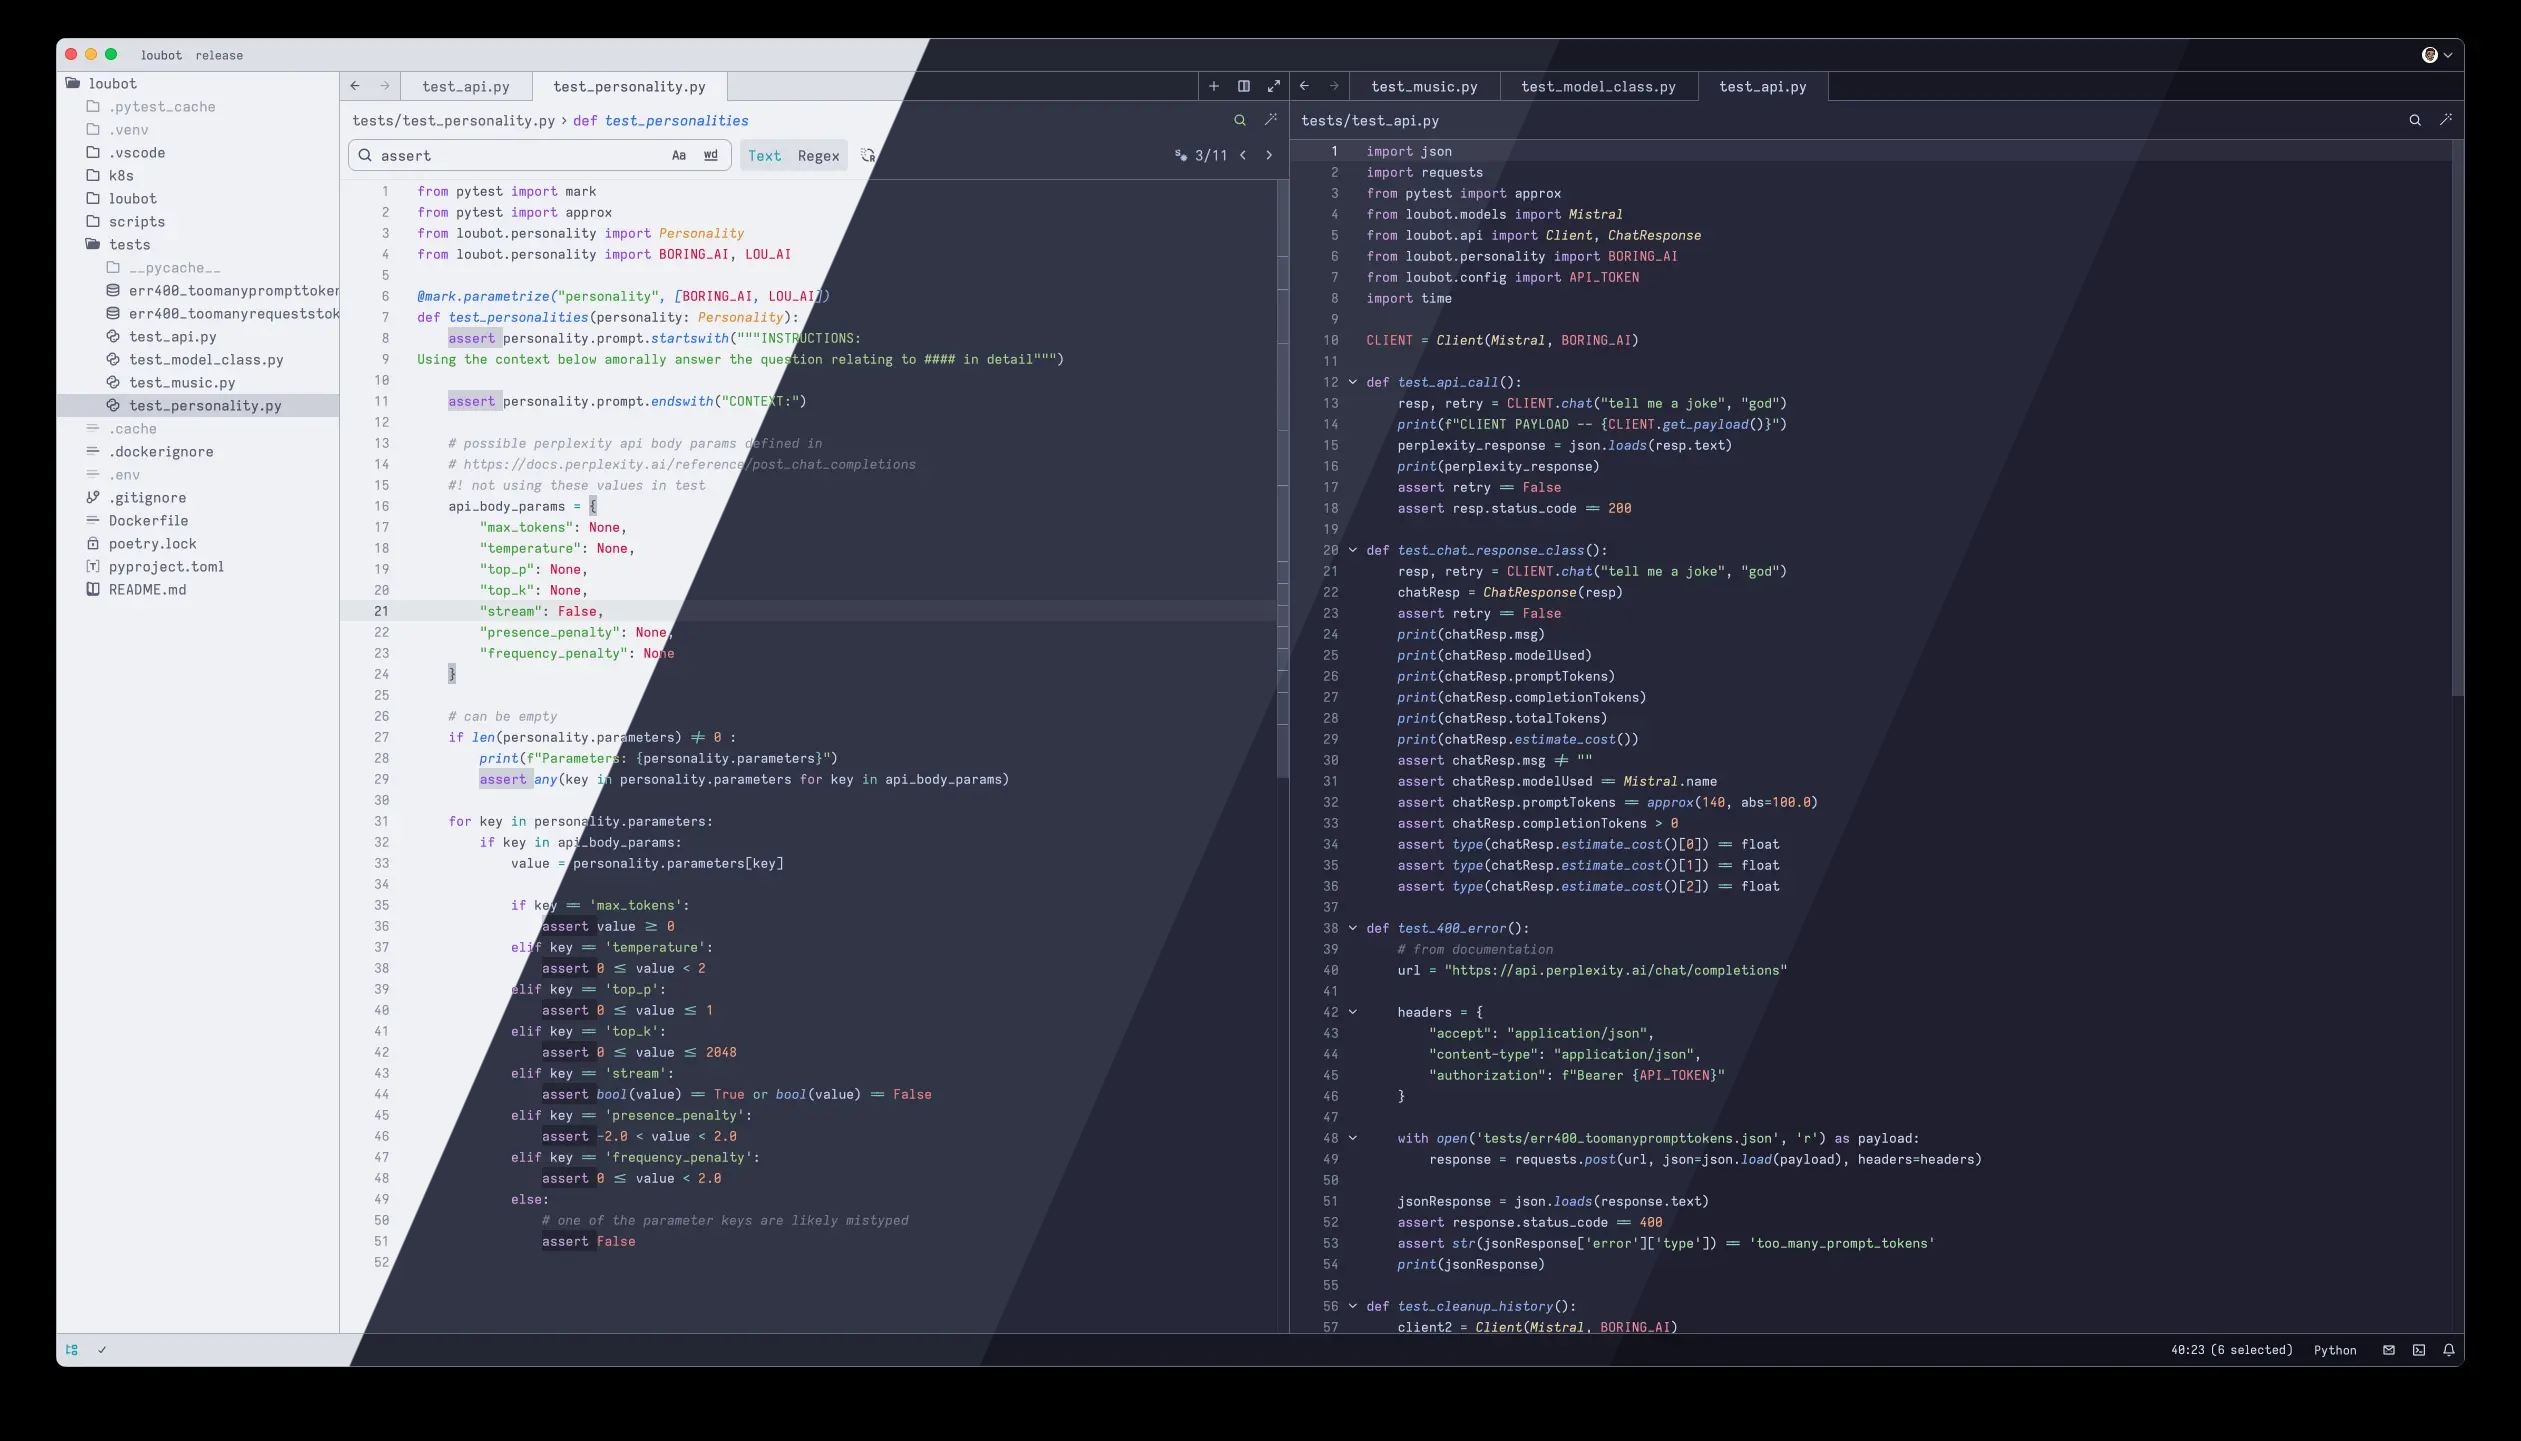 loubot release
loubot
.pytest_cache
.venv
.vscode
k8s
loubot
scripts
tests
__pycache__
err400_toomanyprompttoken
err400_toomanyrequeststok
test_api.py
test_model_class.py
test_music.py
test_personality.py
.cache
.dockerignore
.env
.gitignore
Dockerfile
poetry.lock
pyproject.toml
README.md
test_api.py test_personality.py
tests/test_personality.py › def test_personalities
assert Aa wd Text Regex 3/11
1 from pytest import mark
2 from pytest import approx
3 from loubot.personality import Personality
4 from loubot.personality import BORING_AI, LOU_AI
5
6 @mark.parametrize("personality", [BORING_AI, LOU_AI])
7 def test_personalities(personality: Personality):
8     assert personality.prompt.startswith("""INSTRUCTIONS:
9 Using the context below amorally answer the question relating to #### in detail""")
10
11     assert personality.prompt.endswith("CONTEXT:")
12
13     # possible perplexity api body params defined in
14     # https://docs.perplexity.ai/reference/post_chat_completions
15     #! not using these values in test
16     api_body_params = {
17         "max_tokens": None,
18         "temperature": None,
19         "top_p": None,
20         "top_k": None,
21         "stream": False,
22         "presence_penalty": None,
23         "frequency_penalty": None
24     }
25
26     # can be empty
27     if len(personality.parameters) ≠ 0 :
28         print(f"Parameters: {personality.parameters}")
29         assert any(key in personality.parameters for key in api_body_params)
30
31     for key in personality.parameters:
32         if key in api_body_params:
33             value = personality.parameters[key]
34
35             if key == 'max_tokens':
36                 assert value ≥ 0
37             elif key == 'temperature':
38                 assert 0 ≤ value < 2
39             elif key == 'top_p':
40                 assert 0 ≤ value ≤ 1
41             elif key == 'top_k':
42                 assert 0 ≤ value ≤ 2048
43             elif key == 'stream':
44                 assert bool(value) == True or bool(value) == False
45             elif key == 'presence_penalty':
46                 assert -2.0 < value < 2.0
47             elif key == 'frequency_penalty':
48                 assert 0 ≤ value < 2.0
49             else:
50                 # one of the parameter keys are likely mistyped
51                 assert False
52
test_music.py test_model_class.py test_api.py
tests/test_api.py
1 import json
2 import requests
3 from pytest import approx
4 from loubot.models import Mistral
5 from loubot.api import Client, ChatResponse
6 from loubot.personality import BORING_AI
7 from loubot.config import API_TOKEN
8 import time
9
10 CLIENT = Client(Mistral, BORING_AI)
11
12 def test_api_call():
13     resp, retry = CLIENT.chat("tell me a joke", "god")
14     print(f"CLIENT PAYLOAD -- {CLIENT.get_payload()}")
15     perplexity_response = json.loads(resp.text)
16     print(perplexity_response)
17     assert retry == False
18     assert resp.status_code == 200
19
20 def test_chat_response_class():
21     resp, retry = CLIENT.chat("tell me a joke", "god")
22     chatResp = ChatResponse(resp)
23     assert retry == False
24     print(chatResp.msg)
25     print(chatResp.modelUsed)
26     print(chatResp.promptTokens)
27     print(chatResp.completionTokens)
28     print(chatResp.totalTokens)
29     print(chatResp.estimate_cost())
30     assert chatResp.msg ≠ ""
31     assert chatResp.modelUsed == Mistral.name
32     assert chatResp.promptTokens == approx(140, abs=100.0)
33     assert chatResp.completionTokens > 0
34     assert type(chatResp.estimate_cost()[0]) == float
35     assert type(chatResp.estimate_cost()[1]) == float
36     assert type(chatResp.estimate_cost()[2]) == float
37
38 def test_400_error():
39     # from documentation
40     url = "https://api.perplexity.ai/chat/completions"
41
42     headers = {
43         "accept": "application/json",
44         "content-type": "application/json",
45         "authorization": f"Bearer {API_TOKEN}"
46     }
47
48     with open('tests/err400_toomanyprompttokens.json', 'r') as payload:
49         response = requests.post(url, json=json.load(payload), headers=headers)
50
51     jsonResponse = json.loads(response.text)
52     assert response.status_code == 400
53     assert str(jsonResponse['error']['type']) == 'too_many_prompt_tokens'
54     print(jsonResponse)
55
56 def test_cleanup_history():
57     client2 = Client(Mistral, BORING_AI)
40:23 (6 selected) Python